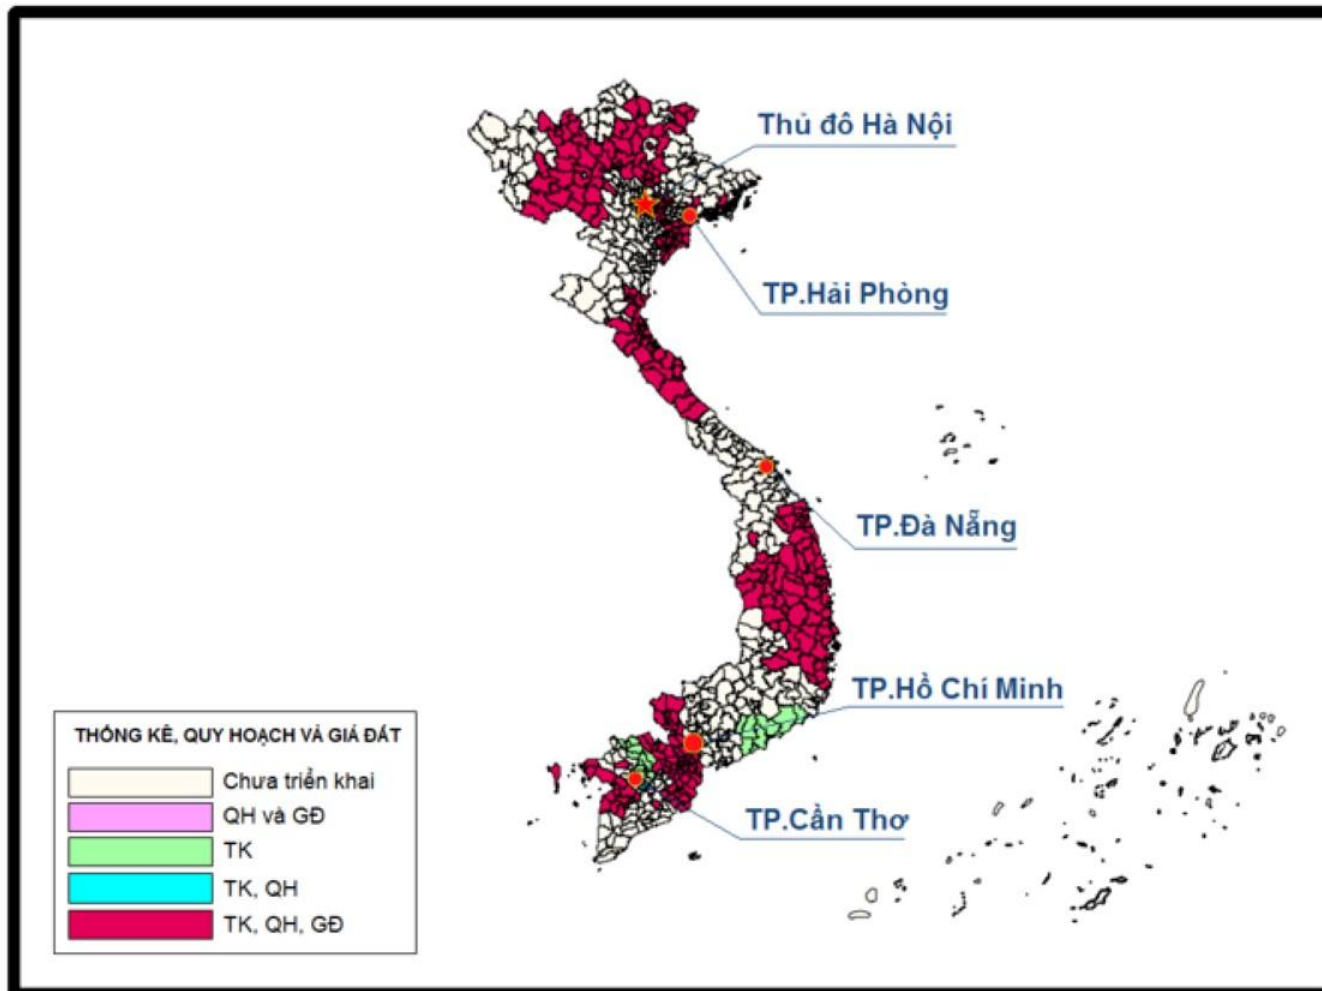 Thủ đô Hà Nội
TP.Hải Phòng
TP.Đà Nẵng
TP.Hồ Chí Minh
TP.Cần Thơ
THỐNG KÊ, QUY HOẠCH VÀ GIÁ ĐẤT
Chưa triển khai
QH và GĐ
TK
TK, QH
TK, QH, GĐ